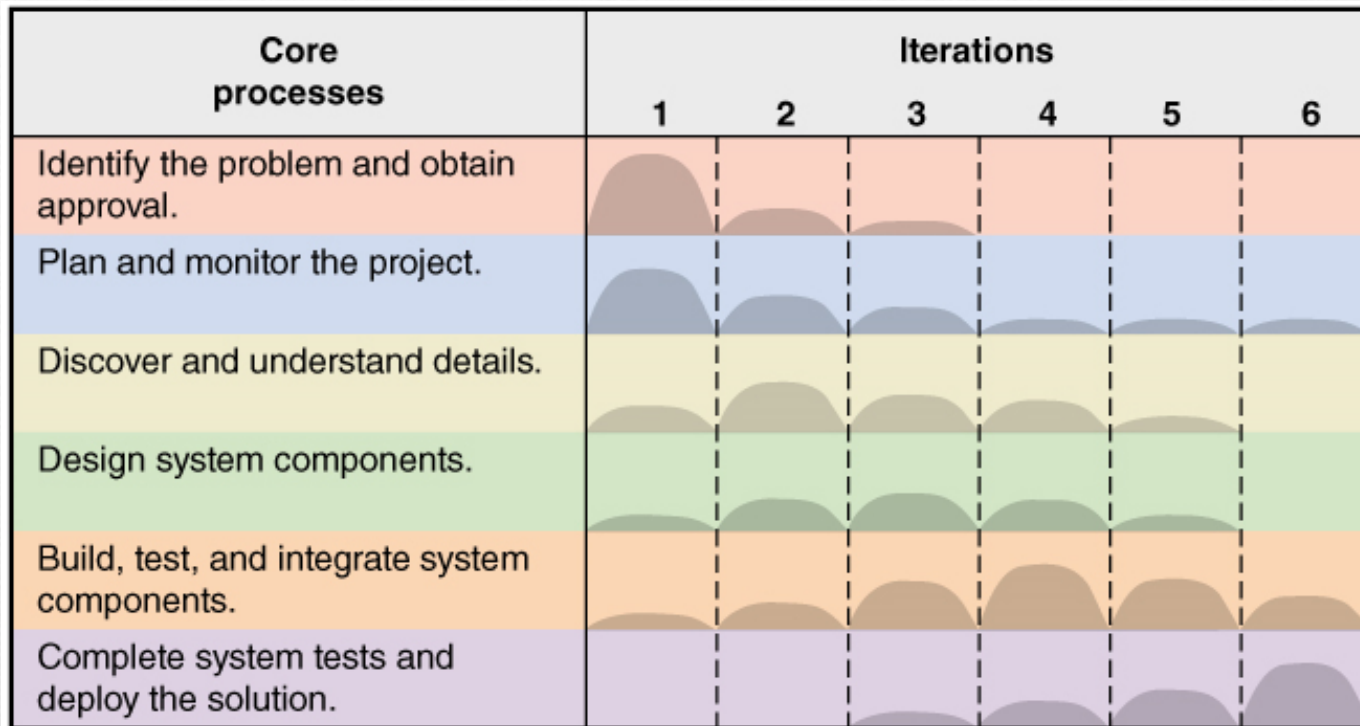 Core
processes
Iterations
1 2 3 4 5 6
Identify the problem and obtain
approval.
Plan and monitor the project.
Discover and understand details.
Design system components.
Build, test, and integrate system
components.
Complete system tests and
deploy the solution.